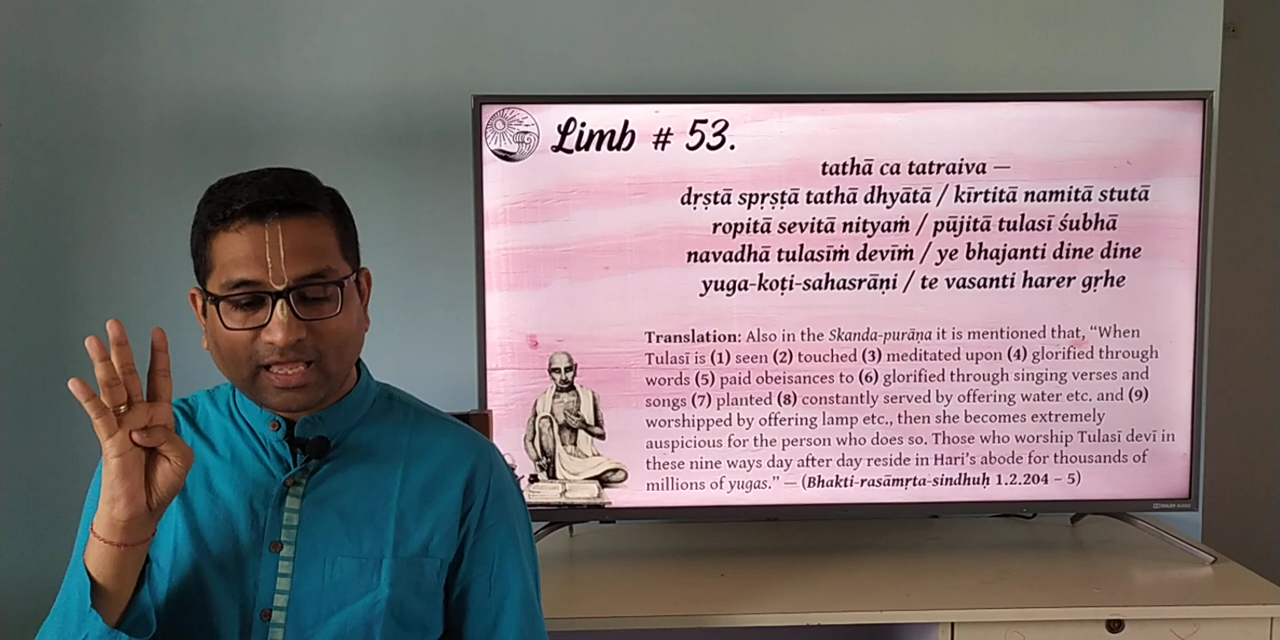 Limb # 53.
tathā ca tatraiva —
dṛṣtā spṛṣṭā tathā dhyātā / kīrtitā namitā stutā
ropitā sevitā nityaṁ / pūjitā tulasī śubhā
navadhā tulasīṁ devīṁ / ye bhajanti dine dine
yuga-koṭi-sahasrāṇi / te vasanti harer gṛhe
Translation: Also in the Skanda-purāṇa it is mentioned that, “When
Tulasī is (1) seen (2) touched (3) meditated upon (4) glorified through
words (5) paid obeisances to (6) glorified through singing verses and
songs (7) planted (8) constantly served by offering water etc. and (9)
worshipped by offering lamp etc., then she becomes extremely
auspicious for the person who does so. Those who worship Tulasī devī in
these nine ways day after day reside in Hari’s abode for thousands of
millions of yugas.” — (Bhakti-rasāmṛta-sindhuḥ 1.2.204 – 5)